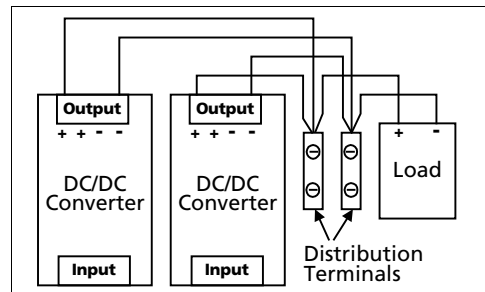 Output
+ + - -
DC/DC
Converter
Input
Output
+ + - -
DC/DC
Converter
Input
+ -
Load
Distribution
Terminals